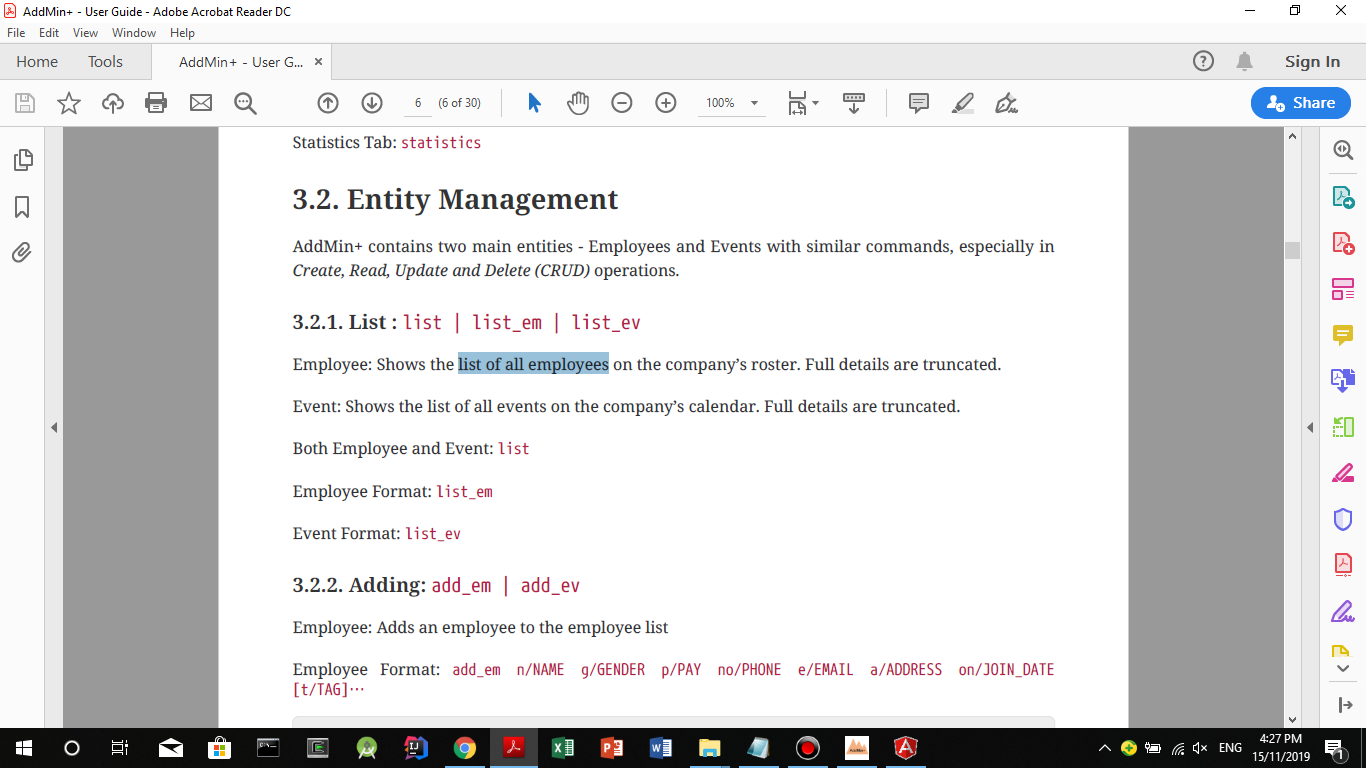 AddMin+ - User Guide - Adobe Acrobat Reader DC
File Edit View Window Help
Home Tools AddMin+ - User G... × Sign In
6 (6 of 30) 100% Share
Statistics Tab: statistics
3.2. Entity Management
AddMin+ contains two main entities - Employees and Events with similar commands, especially in
Create, Read, Update and Delete (CRUD) operations.
3.2.1. List : list | list_em | list_ev
Employee: Shows the list of all employees on the company’s roster. Full details are truncated.
Event: Shows the list of all events on the company’s calendar. Full details are truncated.
Both Employee and Event: list
Employee Format: list_em
Event Format: list_ev
3.2.2. Adding: add_em | add_ev
Employee: Adds an employee to the employee list
Employee Format: add_em n/NAME g/GENDER p/PAY no/PHONE e/EMAIL a/ADDRESS on/JOIN_DATE
[t/TAG]…
ENG 4:27 PM
15/11/2019 1